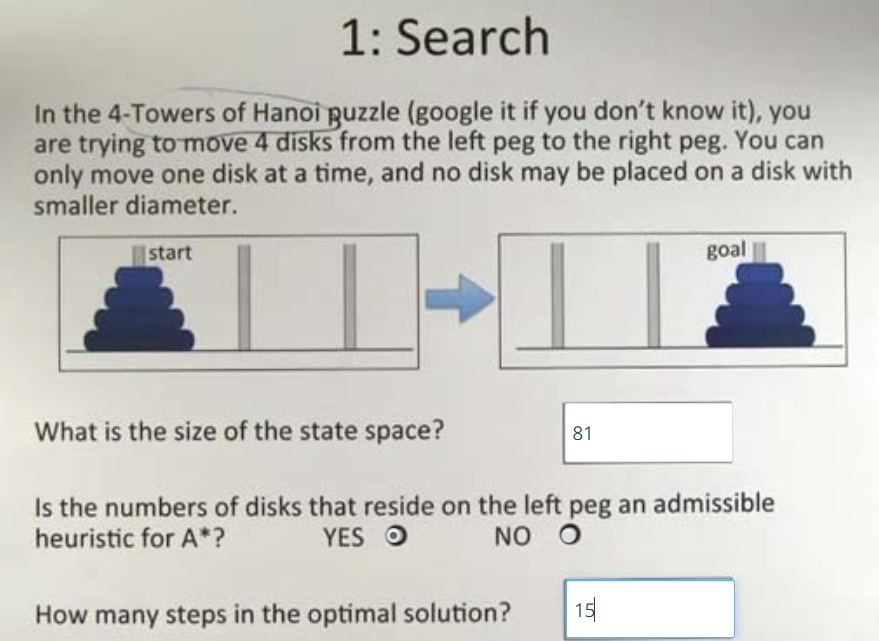 1: Search
In the 4-Towers of Hanoi puzzle (google it if you don't know it), you
are trying to move 4 disks from the left peg to the right peg. You can
only move one disk at a time, and no disk may be placed on a disk with
smaller diameter.
start
goal
What is the size of the state space?
81
Is the numbers of disks that reside on the left peg an admissible
heuristic for A*? YES NO
How many steps in the optimal solution?
15